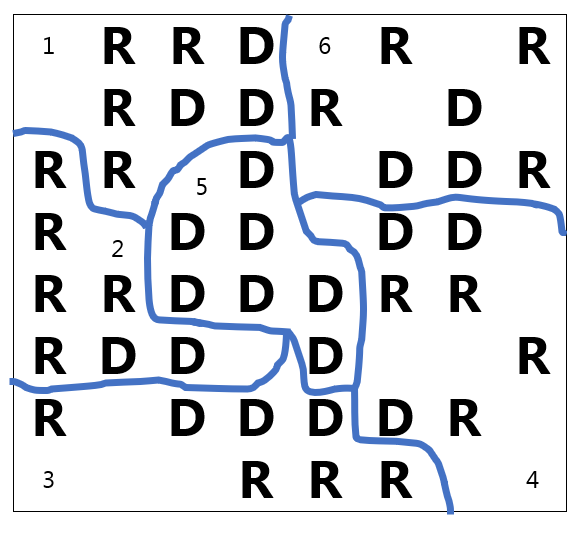 1 R R D 6 R R
R D D R D
R R 5 D D D R
R 2 D D D D
R R D D D R R
R D D D R
R D D D D R
3 R R R 4